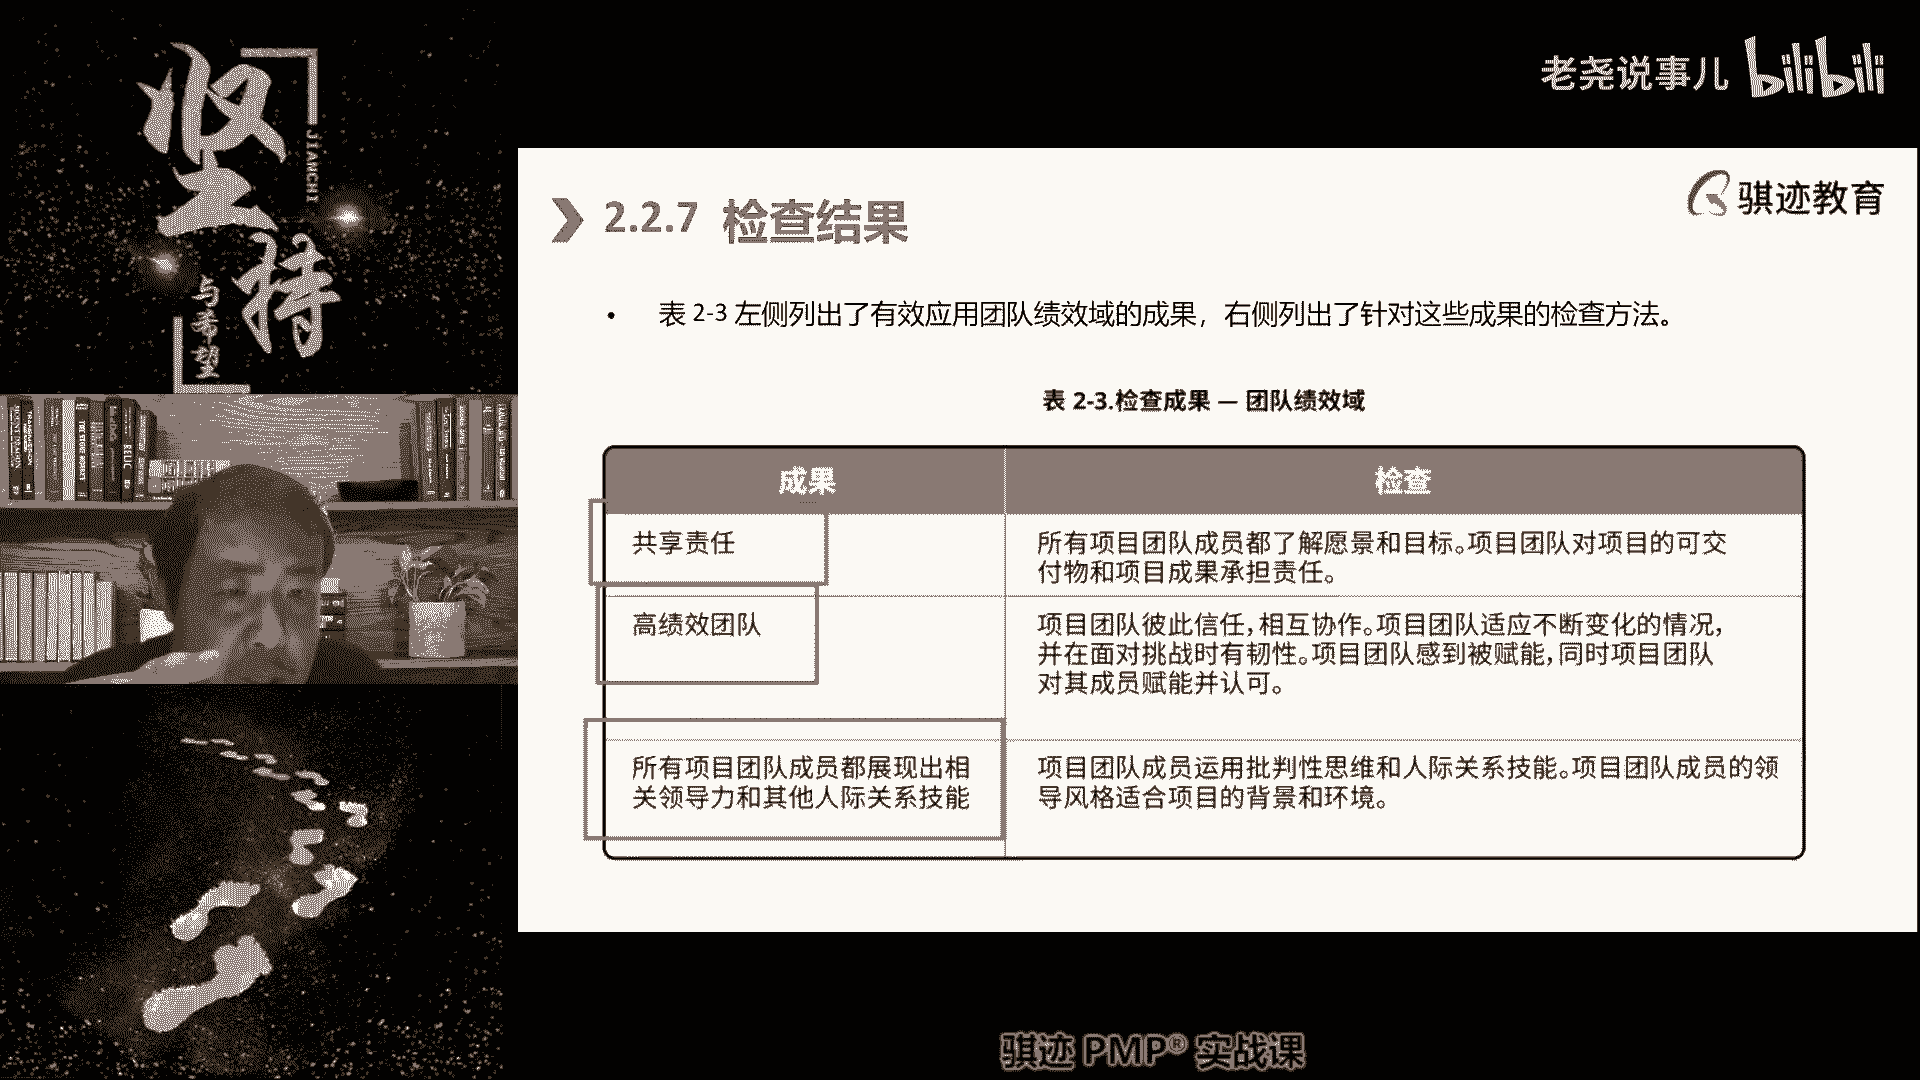 坚持
JIANCHI
与希望
老尧说事儿 bilibili
骐迹教育
2.2.7 检查结果
• 表 2-3 左侧列出了有效应用团队绩效域的成果，右侧列出了针对这些成果的检查方法。
表 2-3.检查成果 — 团队绩效域
成果 检查
共享责任
所有项目团队成员都了解愿景和目标。项目团队对项目的可交
付物和项目成果承担责任。
高绩效团队
项目团队彼此信任，相互协作。项目团队适应不断变化的情况，
并在面对挑战时有韧性。项目团队感到被赋能，同时项目团队
对其成员赋能并认可。
所有项目团队成员都展现出相
关领导力和其他人际关系技能
项目团队成员运用批判性思维和人际关系技能。项目团队成员的领
导风格适合项目的背景和环境。
骐迹 PMP® 实战课